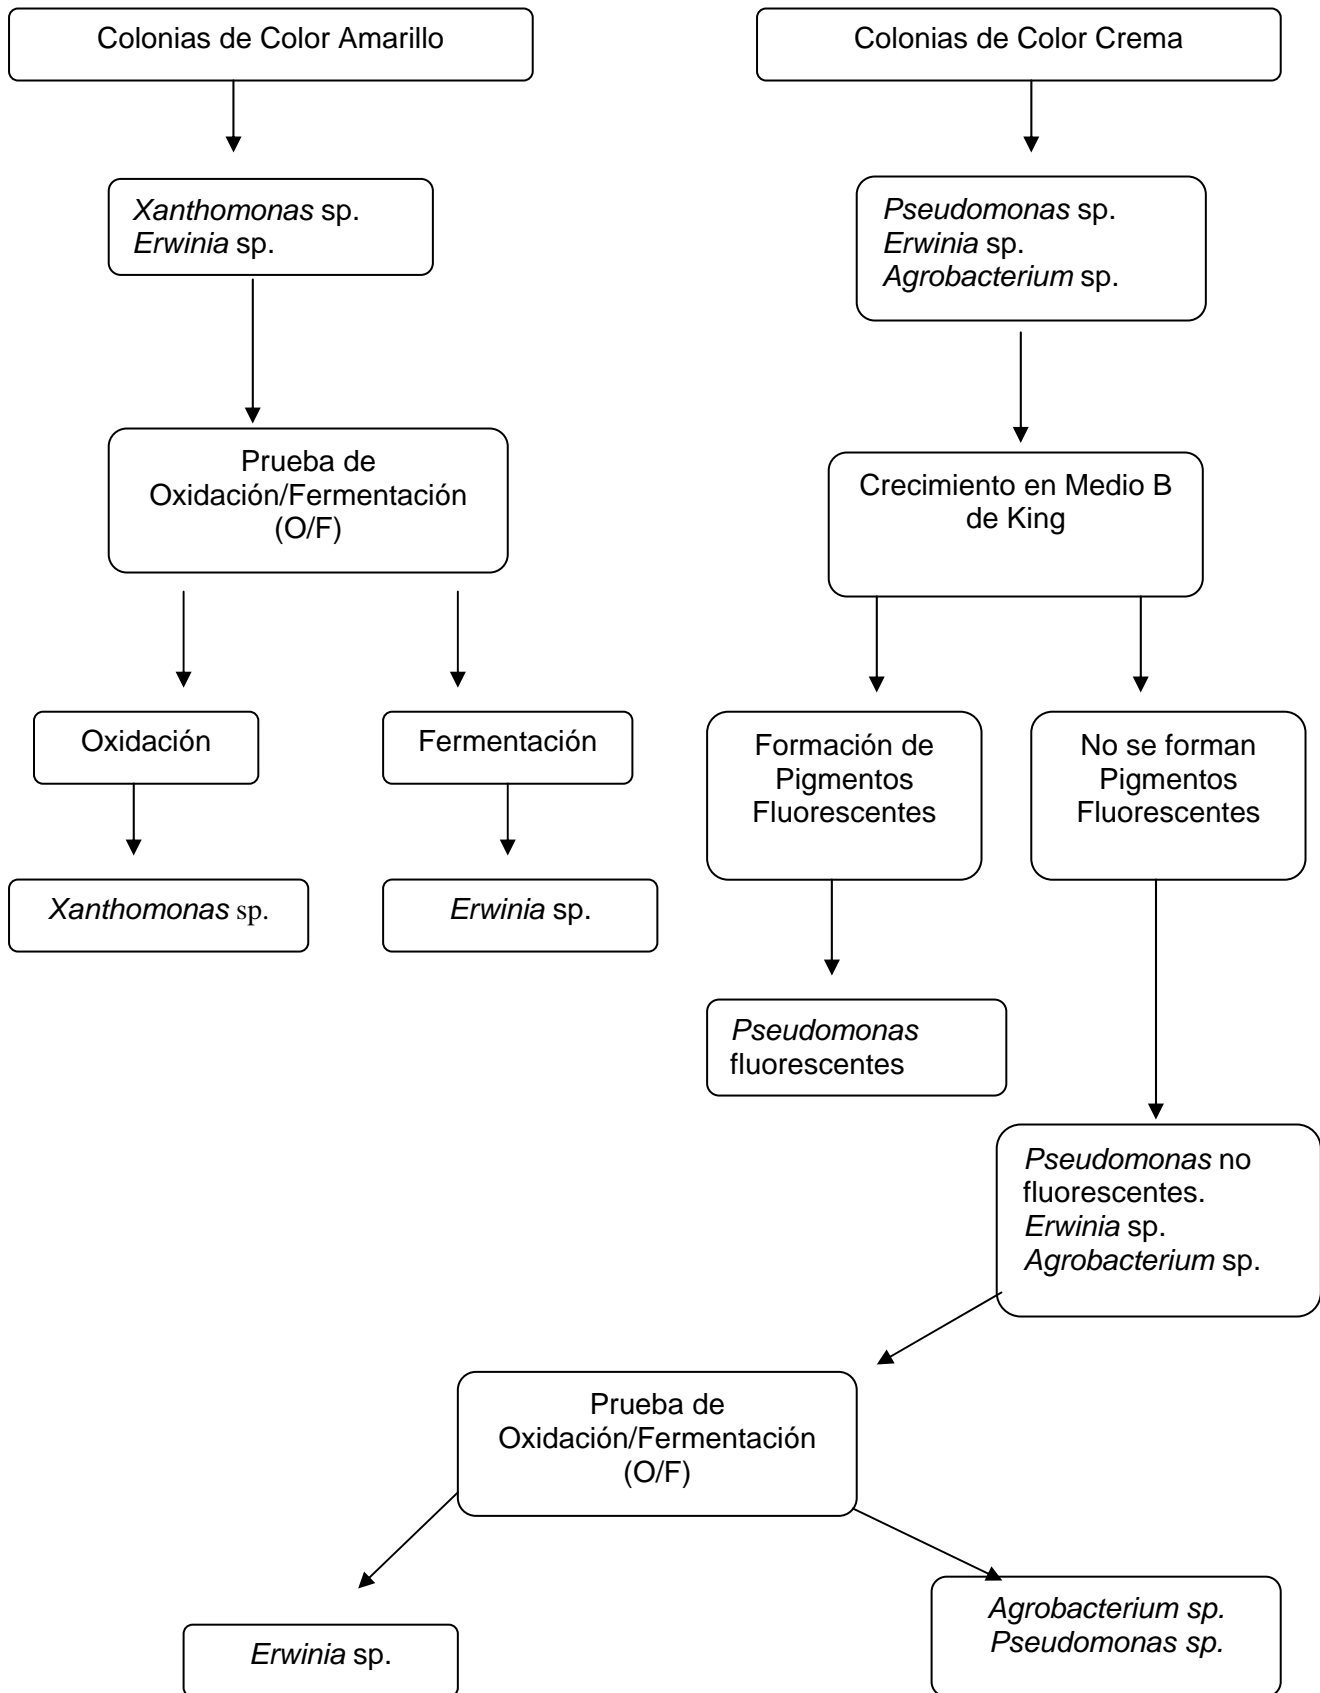 Colonias de Color Amarillo
Xanthomonas sp.
Erwinia sp.
Prueba de
Oxidación/Fermentación
(O/F)
Oxidación
Fermentación
Xanthomonas sp.
Erwinia sp.
Colonias de Color Crema
Pseudomonas sp.
Erwinia sp.
Agrobacterium sp.
Crecimiento en Medio B
de King
Formación de
Pigmentos
Fluorescentes
No se forman
Pigmentos
Fluorescentes
Pseudomonas
fluorescentes
Pseudomonas no
fluorescentes.
Erwinia sp.
Agrobacterium sp.
Prueba de
Oxidación/Fermentación
(O/F)
Erwinia sp.
Agrobacterium sp.
Pseudomonas sp.